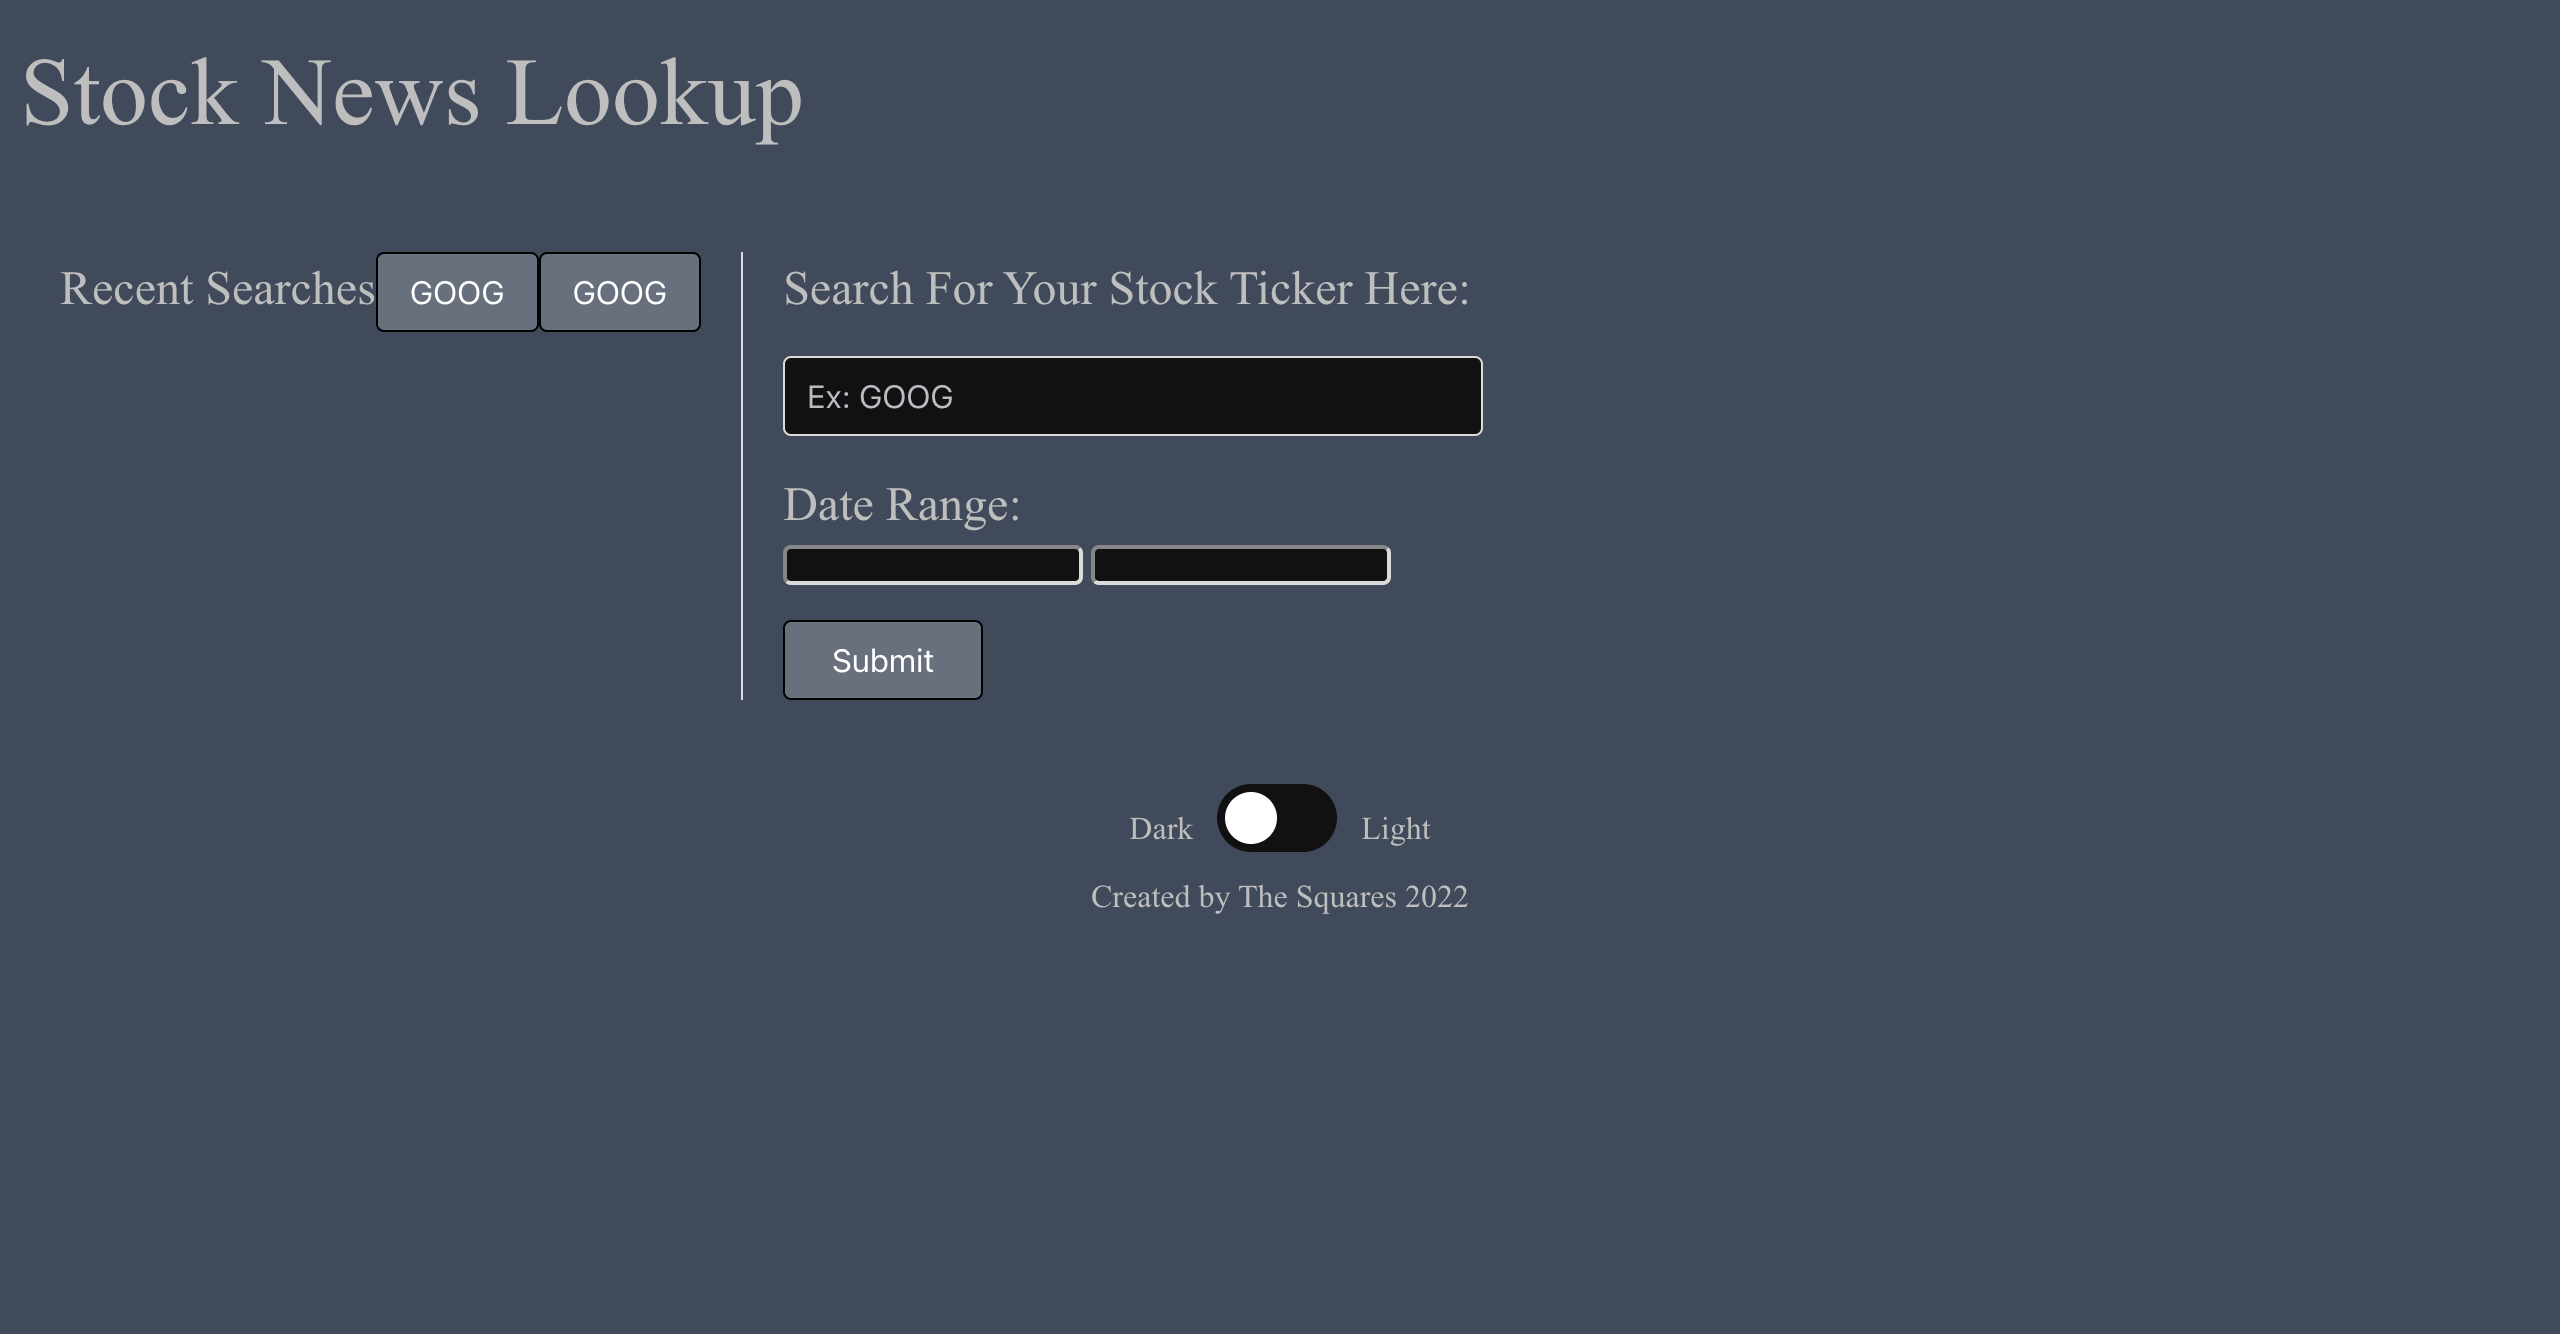 Stock News Lookup
Recent Searches GOOG GOOG
Search For Your Stock Ticker Here:
Ex: GOOG
Date Range:
Submit
Dark Light
Created by The Squares 2022